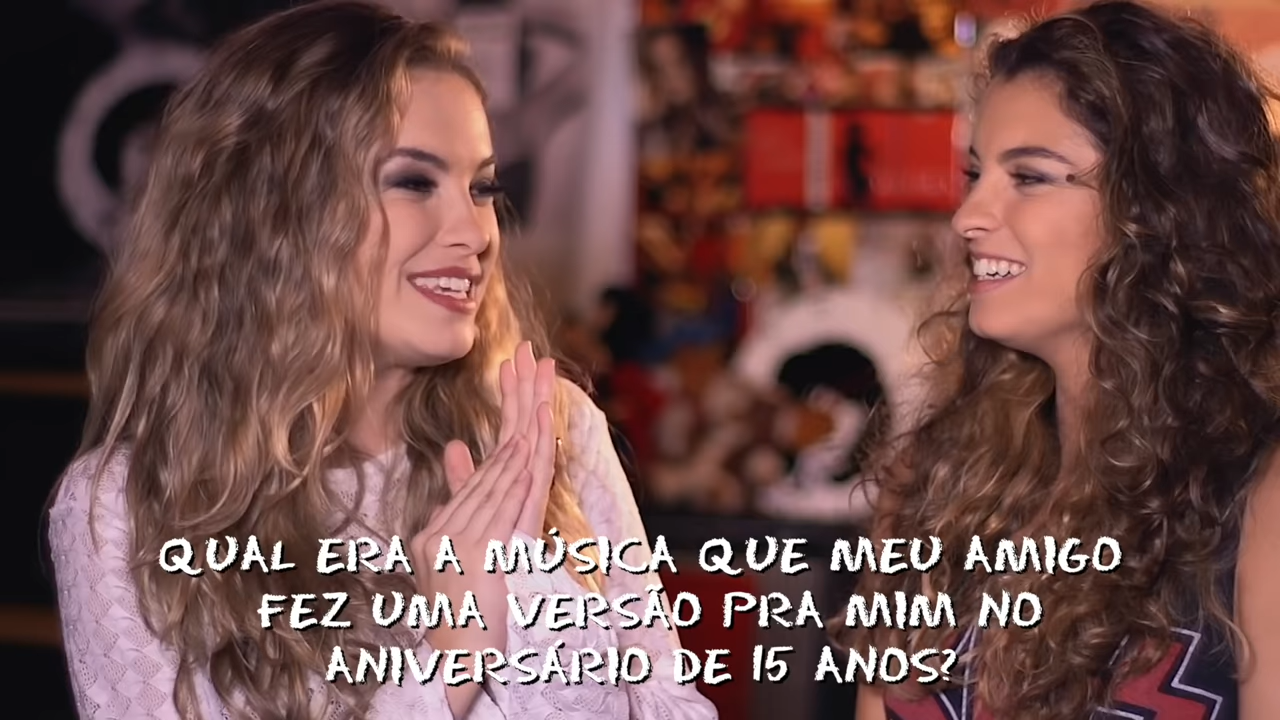 QUAL ERA A MÚSICA QUE MEU AMIGO
FEZ UMA VERSÃO PRA MIM NO
ANIVERSÁRIO DE 15 ANOS?